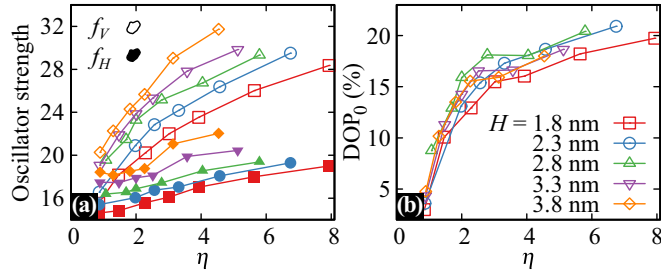 f_V
f_H
Oscillator strength
32
28
24
20
16
0 2 4 6 8
η
(a)
DOP₀ (%)
20
15
10
5
0 2 4 6 8
η
(b)
H = 1.8 nm
2.3 nm
2.8 nm
3.3 nm
3.8 nm